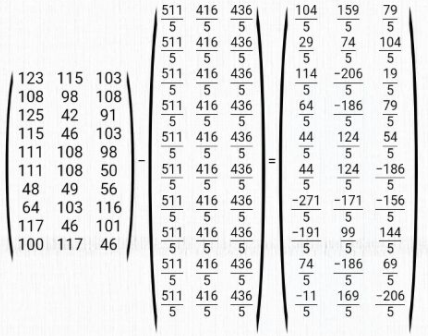 123 115 103
108 98 108
125 42 91
115 46 103
111 108 98
111 108 50
48 49 56
64 103 116
117 46 101
100 117 46
−
511/5 416/5 436/5
511/5 416/5 436/5
511/5 416/5 436/5
511/5 416/5 436/5
511/5 416/5 436/5
511/5 416/5 436/5
511/5 416/5 436/5
511/5 416/5 436/5
511/5 416/5 436/5
511/5 416/5 436/5
=
104/5 159/5 79/5
29/5 74/5 104/5
114/5 −206/5 19/5
64/5 −186/5 79/5
44/5 124/5 54/5
44/5 124/5 −186/5
−271/5 −171/5 −156/5
−191/5 99/5 144/5
74/5 −186/5 69/5
−11/5 169/5 −206/5